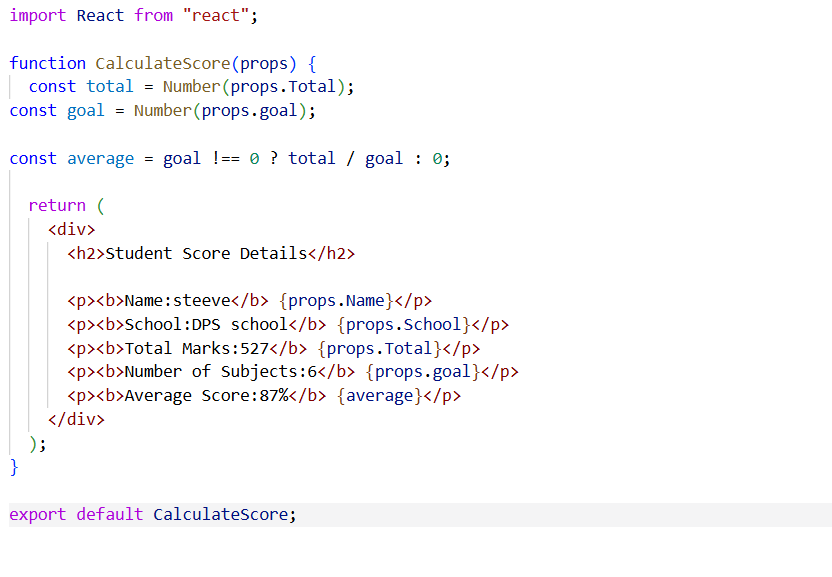 import React from "react";
function CalculateScore(props) {
const total = Number(props.Total);
const goal = Number(props.goal);
const average = goal !== 0 ? total / goal : 0;
return (
<div>
<h2>Student Score Details</h2>
<p><b>Name:steeve</b> {props.Name}</p>
<p><b>School:DPS school</b> {props.School}</p>
<p><b>Total Marks:527</b> {props.Total}</p>
<p><b>Number of Subjects:6</b> {props.goal}</p>
<p><b>Average Score:87%</b> {average}</p>
</div>
);
}
export default CalculateScore;